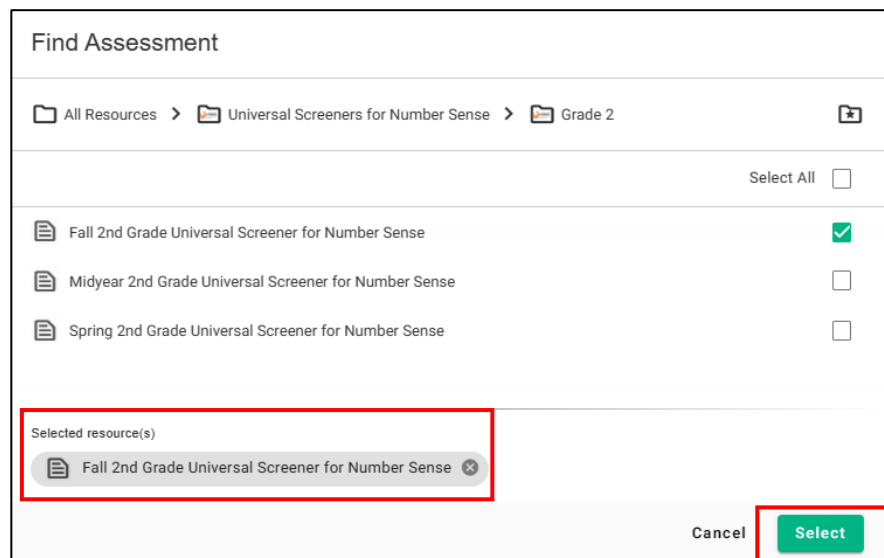 Find Assessment
All Resources > Universal Screeners for Number Sense > Grade 2
Select All
Fall 2nd Grade Universal Screener for Number Sense
Midyear 2nd Grade Universal Screener for Number Sense
Spring 2nd Grade Universal Screener for Number Sense
Selected resource(s)
Fall 2nd Grade Universal Screener for Number Sense
Cancel Select